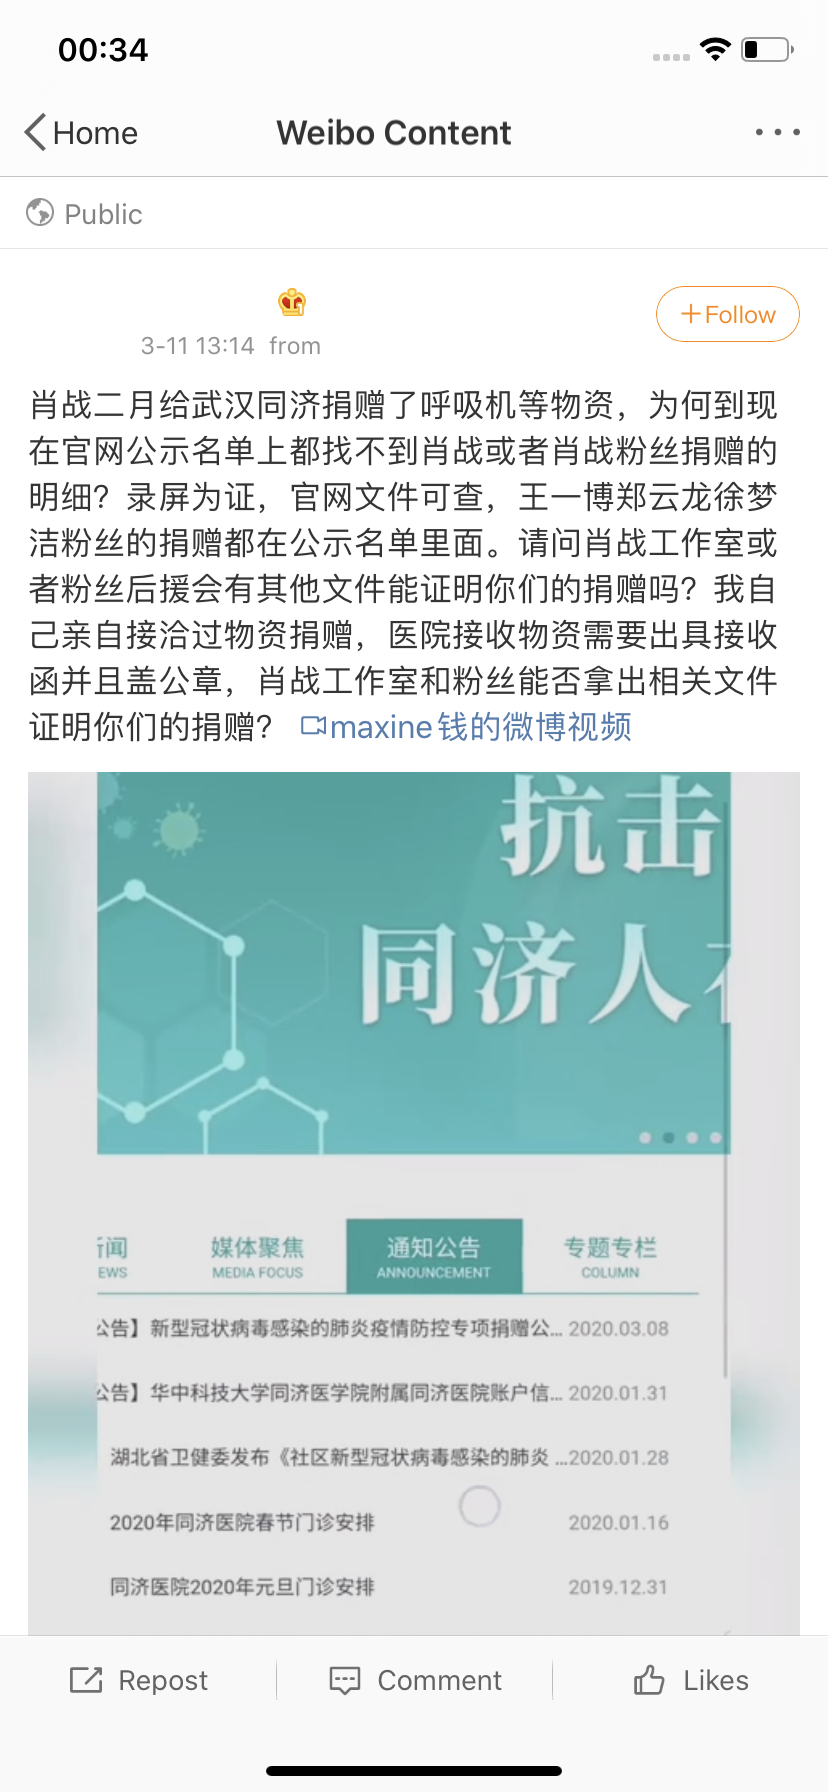 00:34
Home
Weibo Content
Public
3-11 13:14 from
+Follow
肖战二月给武汉同济捐赠了呼吸机等物资，为何到现
在官网公示名单上都找不到肖战或者肖战粉丝捐赠的
明细？录屏为证，官网文件可查，王一博郑云龙徐梦
洁粉丝的捐赠都在公示名单里面。请问肖战工作室或
者粉丝后援会有其他文件能证明你们的捐赠吗？我自
己亲自接洽过物资捐赠，医院接收物资需要出具接收
函并且盖公章，肖战工作室和粉丝能否拿出相关文件
证明你们的捐赠？ maxine钱的微博视频
抗击
同济人
闻 媒体聚焦 通知公告 专题专栏
EWS MEDIA FOCUS ANNOUNCEMENT COLUMN
公告】新型冠状病毒感染的肺炎疫情防控专项捐赠公... 2020.03.08
公告】华中科技大学同济医学院附属同济医院账户信... 2020.01.31
湖北省卫健委发布《社区新型冠状病毒感染的肺炎 ...2020.01.28
2020年同济医院春节门诊安排 2020.01.16
同济医院2020年元旦门诊安排 2019.12.31
Repost
Comment
Likes